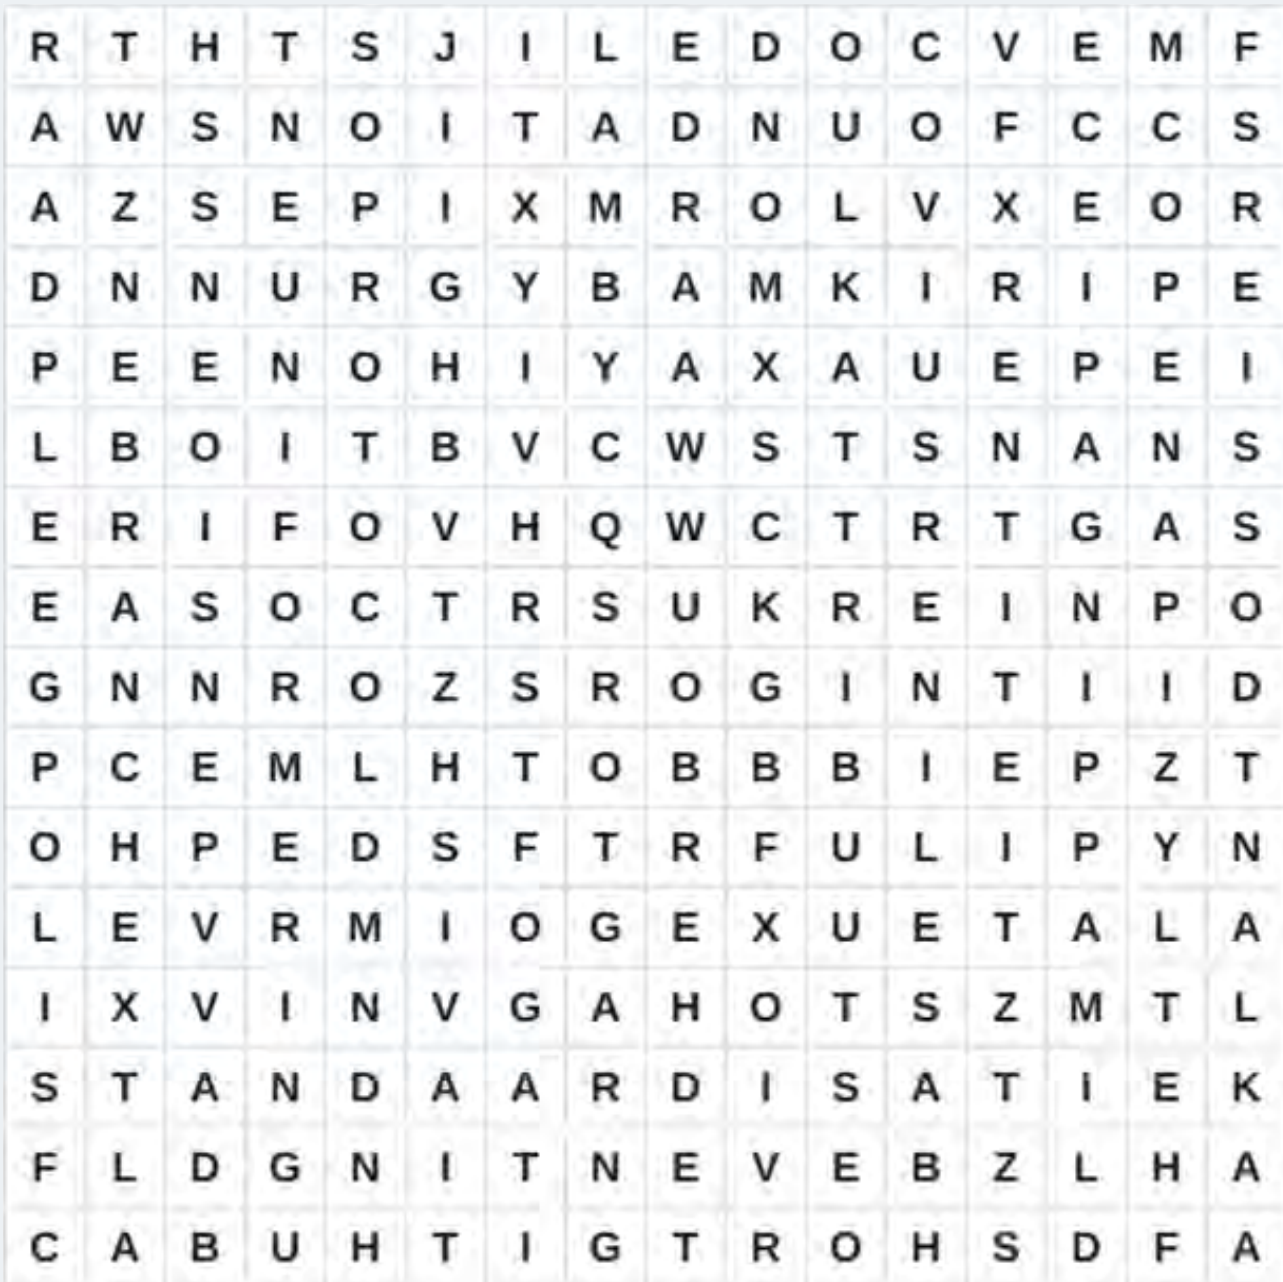 R T H T S J I L E D O C V E M F
A W S N O I T A D N U O F C C S
A Z S E P I X M R O L V X E O R
D N N U R G Y B A M K I R I P E
P E E N O H I Y A X A U E P E I
L B O I T B V C W S T S N A N S
E R I F O V H Q W C T R T G A S
E A S O C T R S U K R E I N P O
G N N R O Z S R O G I N T I I D
P C E M L H T O B B B I E P Z T
O H P E D S F T R F U L I P Y N
L E V R M I O G E X U E T A L A
I X V I N V G A H O T S Z M T L
S T A N D A A R D I S A T I E K
F L D G N I T N E V E B Z L H A
C A B U H T I G T R O H S D F A